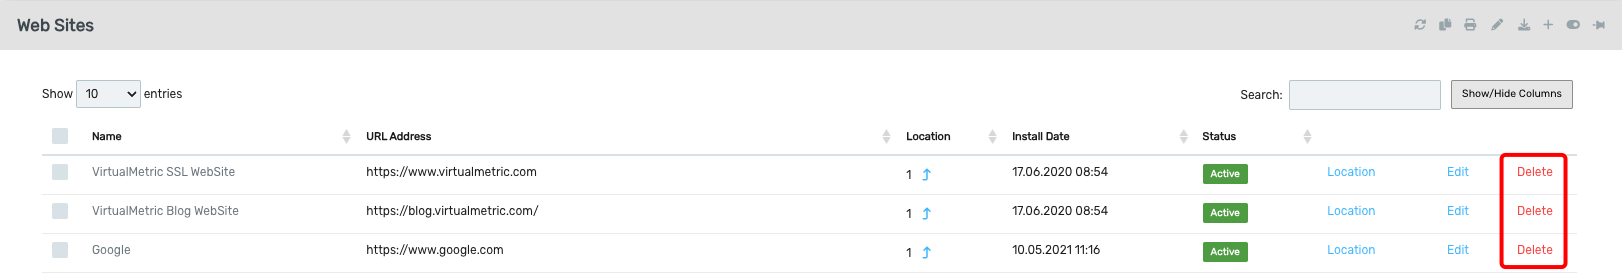 Web Sites
Show 10 entries Search: Show/Hide Columns
Name URL Address Location Install Date Status
VirtualMetric SSL WebSite https://www.virtualmetric.com 1 17.06.2020 08:54 Active Location Edit Delete
VirtualMetric Blog WebSite https://blog.virtualmetric.com/ 1 17.06.2020 08:54 Active Location Edit Delete
Google https://www.google.com 1 10.05.2021 11:16 Active Location Edit Delete